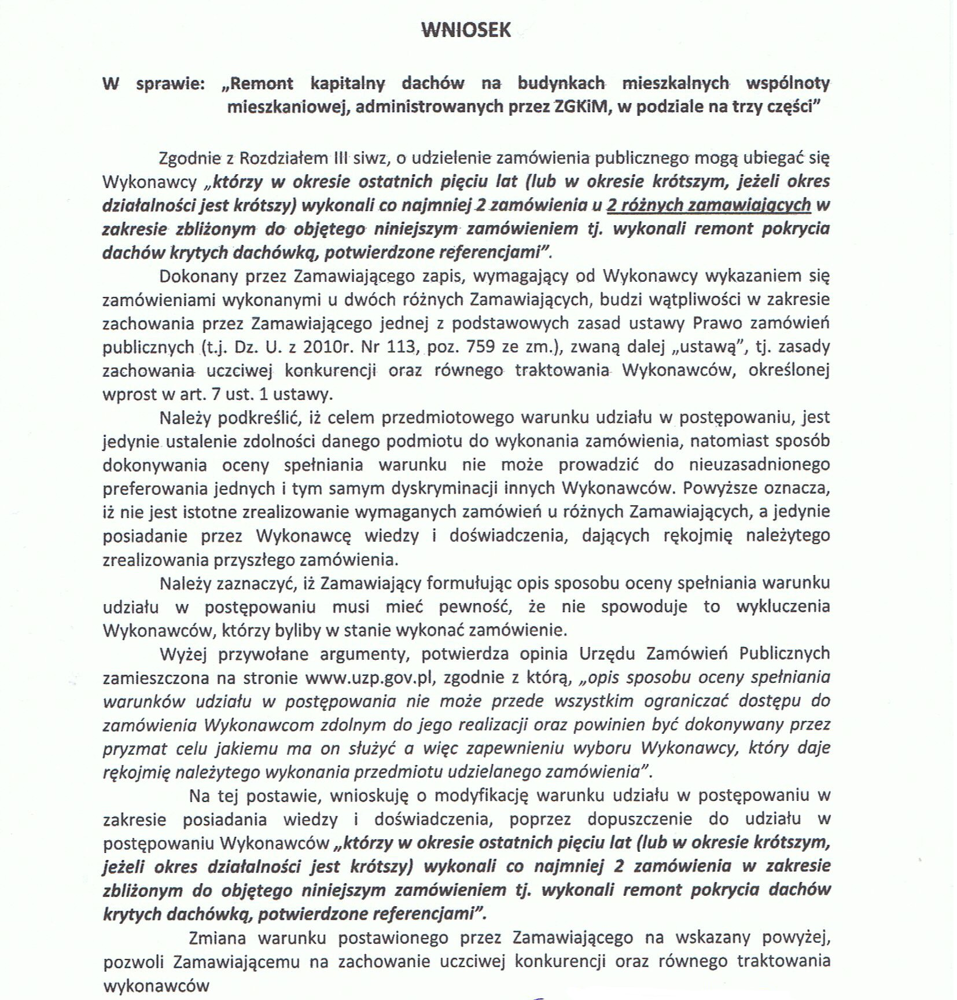 WNIOSEK
W sprawie: „Remont kapitalny dachów na budynkach mieszkalnych wspólnoty
mieszkaniowej, administrowanych przez ZGKiM, w podziale na trzy części”
Zgodnie z Rozdziałem III siwz, o udzielenie zamówienia publicznego mogą ubiegać się
Wykonawcy „którzy w okresie ostatnich pięciu lat (lub w okresie krótszym, jeżeli okres
działalności jest krótszy) wykonali co najmniej 2 zamówienia u 2 różnych zamawiających w
zakresie zbliżonym do objętego niniejszym zamówieniem tj. wykonali remont pokrycia
dachów krytych dachówką, potwierdzone referencjami”.
Dokonany przez Zamawiającego zapis, wymagający od Wykonawcy wykazaniem się
zamówieniami wykonanymi u dwóch różnych Zamawiających, budzi wątpliwości w zakresie
zachowania przez Zamawiającego jednej z podstawowych zasad ustawy Prawo zamówień
publicznych (t.j. Dz. U. z 2010r. Nr 113, poz. 759 ze zm.), zwaną dalej „ustawą”, tj. zasady
zachowania uczciwej konkurencji oraz równego traktowania Wykonawców, określonej
wprost w art. 7 ust. 1 ustawy.
Należy podkreślić, iż celem przedmiotowego warunku udziału w postępowaniu, jest
jedynie ustalenie zdolności danego podmiotu do wykonania zamówienia, natomiast sposób
dokonywania oceny spełniania warunku nie może prowadzić do nieuzasadnionego
preferowania jednych i tym samym dyskryminacji innych Wykonawców. Powyższe oznacza,
iż nie jest istotne zrealizowanie wymaganych zamówień u różnych Zamawiających, a jedynie
posiadanie przez Wykonawcę wiedzy i doświadczenia, dających rękojmię należytego
zrealizowania przyszłego zamówienia.
Należy zaznaczyć, iż Zamawiający formułując opis sposobu oceny spełniania warunku
udziału w postępowaniu musi mieć pewność, że nie spowoduje to wykluczenia
Wykonawców, którzy byliby w stanie wykonać zamówienie.
Wyżej przywołane argumenty, potwierdza opinia Urzędu Zamówień Publicznych
zamieszczona na stronie www.uzp.gov.pl, zgodnie z którą, „opis sposobu oceny spełniania
warunków udziału w postępowania nie może przede wszystkim ograniczać dostępu do
zamówienia Wykonawcom zdolnym do jego realizacji oraz powinien być dokonywany przez
pryzmat celu jakiemu ma on służyć a więc zapewnieniu wyboru Wykonawcy, który daje
rękojmię należytego wykonania przedmiotu udzielanego zamówienia”.
Na tej postawie, wnioskuję o modyfikację warunku udziału w postępowaniu w
zakresie posiadania wiedzy i doświadczenia, poprzez dopuszczenie do udziału w
postępowaniu Wykonawców „którzy w okresie ostatnich pięciu lat (lub w okresie krótszym,
jeżeli okres działalności jest krótszy) wykonali co najmniej 2 zamówienia w zakresie
zbliżonym do objętego niniejszym zamówieniem tj. wykonali remont pokrycia dachów
krytych dachówką, potwierdzone referencjami”.
Zmiana warunku postawionego przez Zamawiającego na wskazany powyżej,
pozwoli Zamawiającemu na zachowanie uczciwej konkurencji oraz równego traktowania
wykonawców